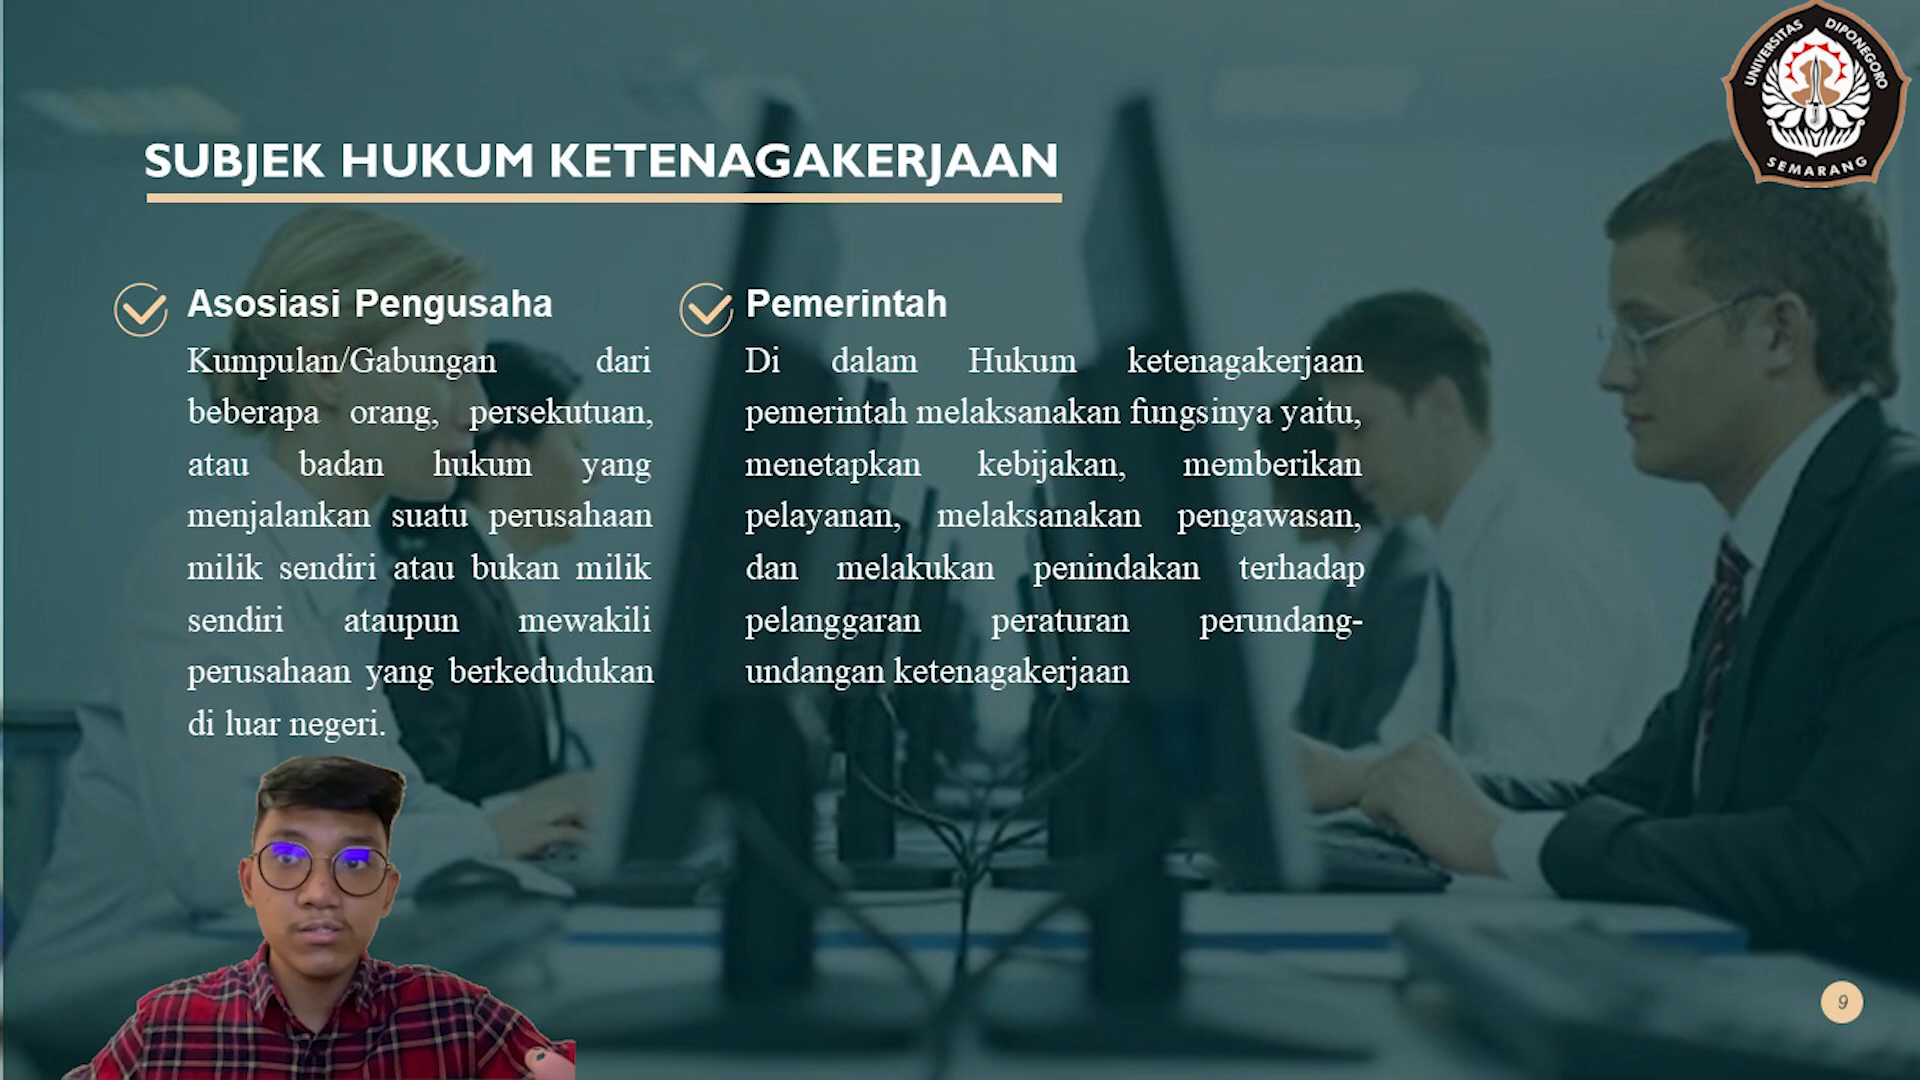 UNIVERSITAS DIPONEGORO
SEMARANG
SUBJEK HUKUM KETENAGAKERJAAN
Asosiasi Pengusaha
Kumpulan/Gabungan dari
beberapa orang, persekutuan,
atau badan hukum yang
menjalankan suatu perusahaan
milik sendiri atau bukan milik
sendiri ataupun mewakili
perusahaan yang berkedudukan
di luar negeri.
Pemerintah
Di dalam Hukum ketenagakerjaan
pemerintah melaksanakan fungsinya yaitu,
menetapkan kebijakan, memberikan
pelayanan, melaksanakan pengawasan,
dan melakukan penindakan terhadap
pelanggaran peraturan perundang-
undangan ketenagakerjaan
9